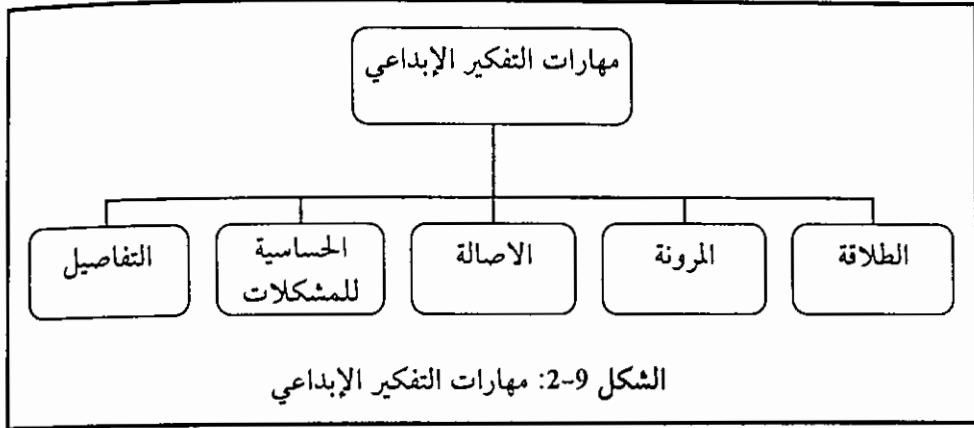 مهارات التفكير الإبداعي
الطلاقة
المرونة
الاصالة
الحساسية
للمشكلات
التفاصيل
الشكل 9-2: مهارات التفكير الإبداعي